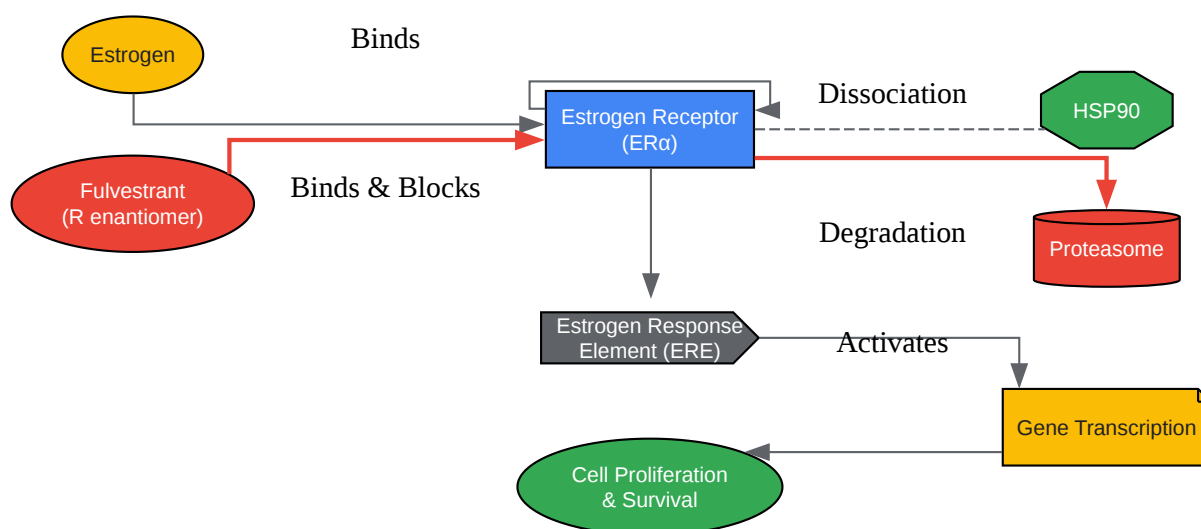 Binds
Estrogen
Dissociation
HSP90
Estrogen Receptor
(ERα)
Fulvestrant
(R enantiomer)
Binds & Blocks
Degradation
Proteasome
Estrogen Response
Element (ERE)
Activates
Gene Transcription
Cell Proliferation
& Survival